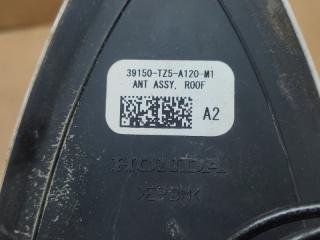 39150-TZ5-A120-M1
ANT ASSY, ROOF
A2
HONDA